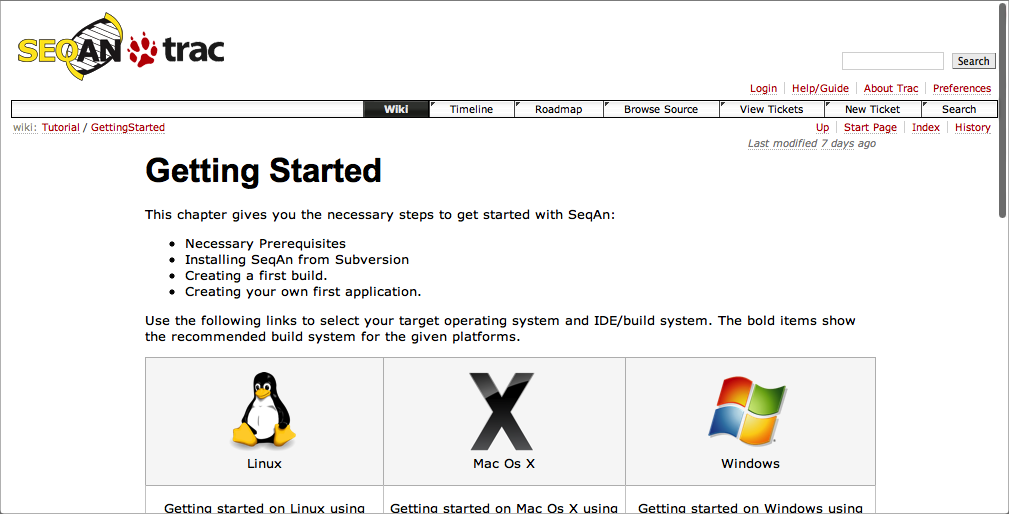 SEQAN trac
Search
Login Help/Guide About Trac Preferences
Wiki Timeline Roadmap Browse Source View Tickets New Ticket Search
wiki: Tutorial / GettingStarted Up Start Page Index History
Last modified 7 days ago
Getting Started
This chapter gives you the necessary steps to get started with SeqAn:
• Necessary Prerequisites
• Installing SeqAn from Subversion
• Creating a first build.
• Creating your own first application.
Use the following links to select your target operating system and IDE/build system. The bold items show
the recommended build system for the given platforms.
Linux Mac Os X Windows
Getting started on Linux using Getting started on Mac Os X using Getting started on Windows using